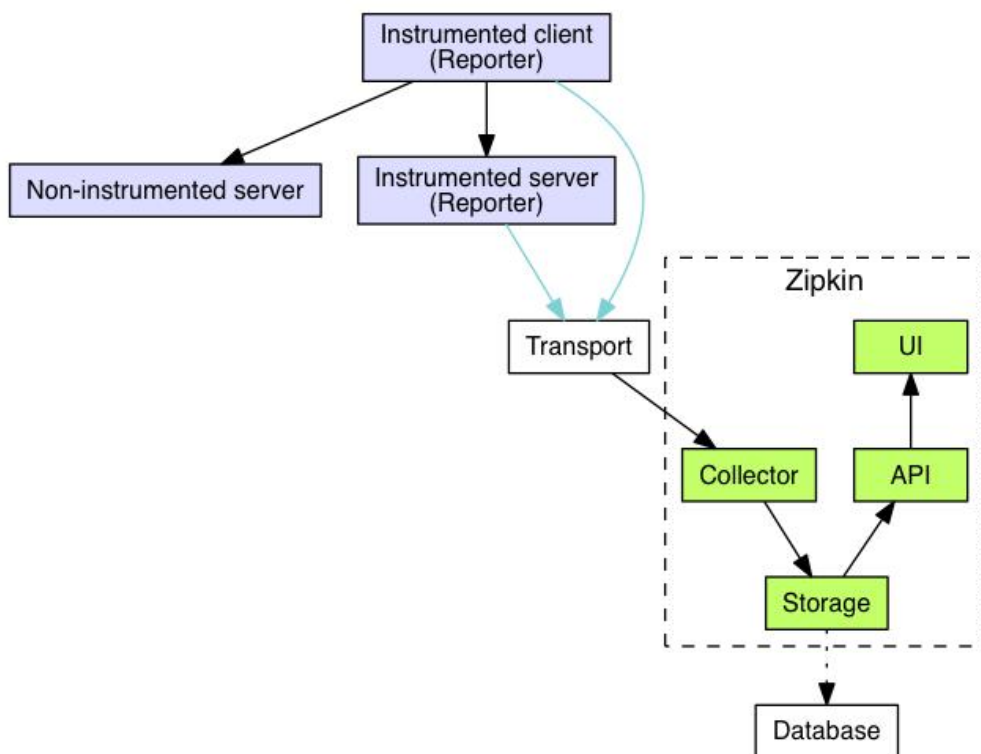 Instrumented client
(Reporter)
Non-instrumented server
Instrumented server
(Reporter)
Zipkin
Transport
UI
Collector
API
Storage
Database